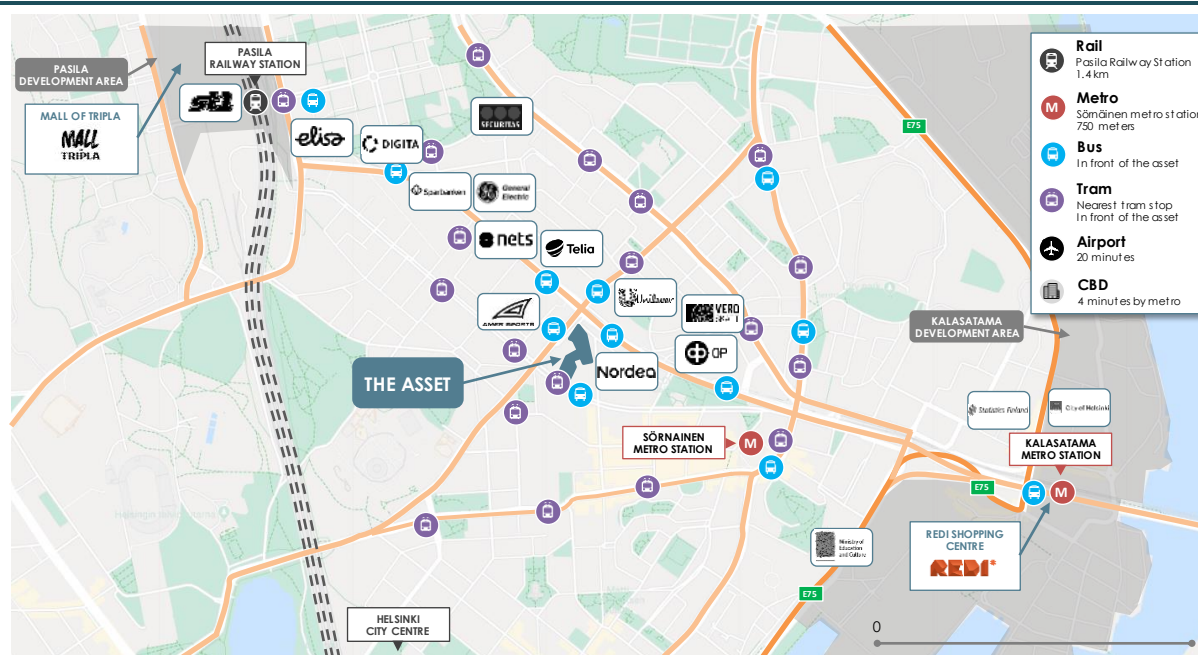 PASILA
RAILWAY STATION
PASILA
DEVELOPMENT AREA
MALL OF TRIPLA
MALL
TRIPLA
elisa
DIGITA
SECURITAS
Sparbanken
General
Electric
nets
Telia
AMER SPORTS
Unilever
VERO
OP
Nordea
THE ASSET
E75
Rail
Pasila Railway Station
1.4km
Metro
Sörnäinen metro station
750 meters
Bus
In front of the asset
Tram
Nearest tram stop
In front of the asset
Airport
20 minutes
CBD
4 minutes by metro
KALASATAMA
DEVELOPMENT AREA
Statistics Finland
City of Helsinki
SÖRNAINEN
METRO STATION
M
KALASATAMA
METRO STATION
E75
M
Ministry of
Education
and Culture
REDI SHOPPING
CENTRE
REDI*
E75
HELSINKI
CITY CENTRE
0